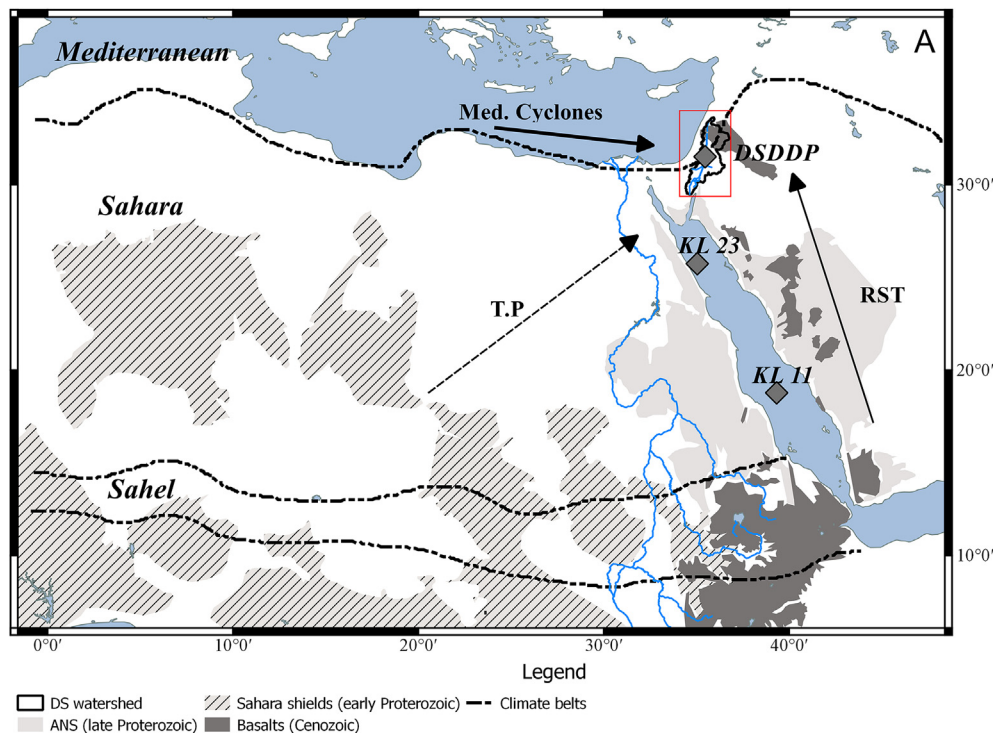 A
Mediterranean
Med. Cyclones
DSDDP
30°0'
Sahara
KL 23
T.P
RST
20°0'
KL 11
Sahel
10°0'
0°0' 10°0' 20°0' 30°0' 40°0'
Legend
DS watershed Sahara shields (early Proterozoic) Climate belts
ANS (late Proterozoic) Basalts (Cenozoic)